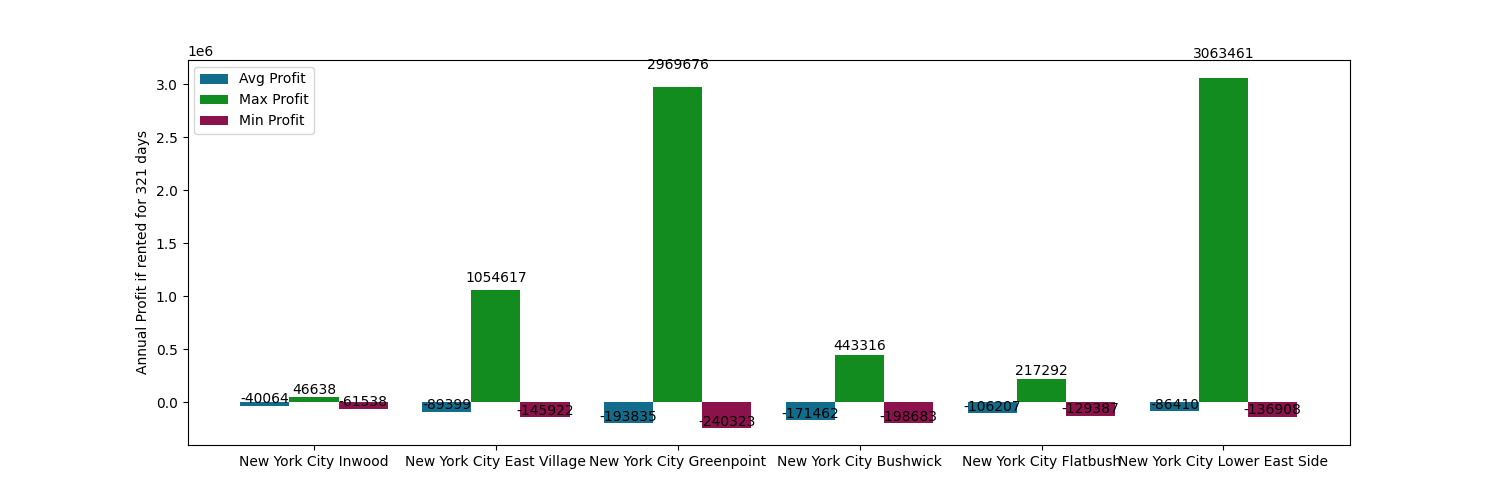 1e6
Avg Profit
Max Profit
Min Profit
Annual Profit if rented for 321 days
3.0
2.5
2.0
1.5
1.0
0.5
0.0
-40064
46638
-61538
-89399
1054617
-145922
-193835
2969676
-240323
-171462
443316
-198683
-106207
217292
-129387
-86410
3063461
-136908
New York City Inwood
New York City East Village
New York City Greenpoint
New York City Bushwick
New York City Flatbush
New York City Lower East Side